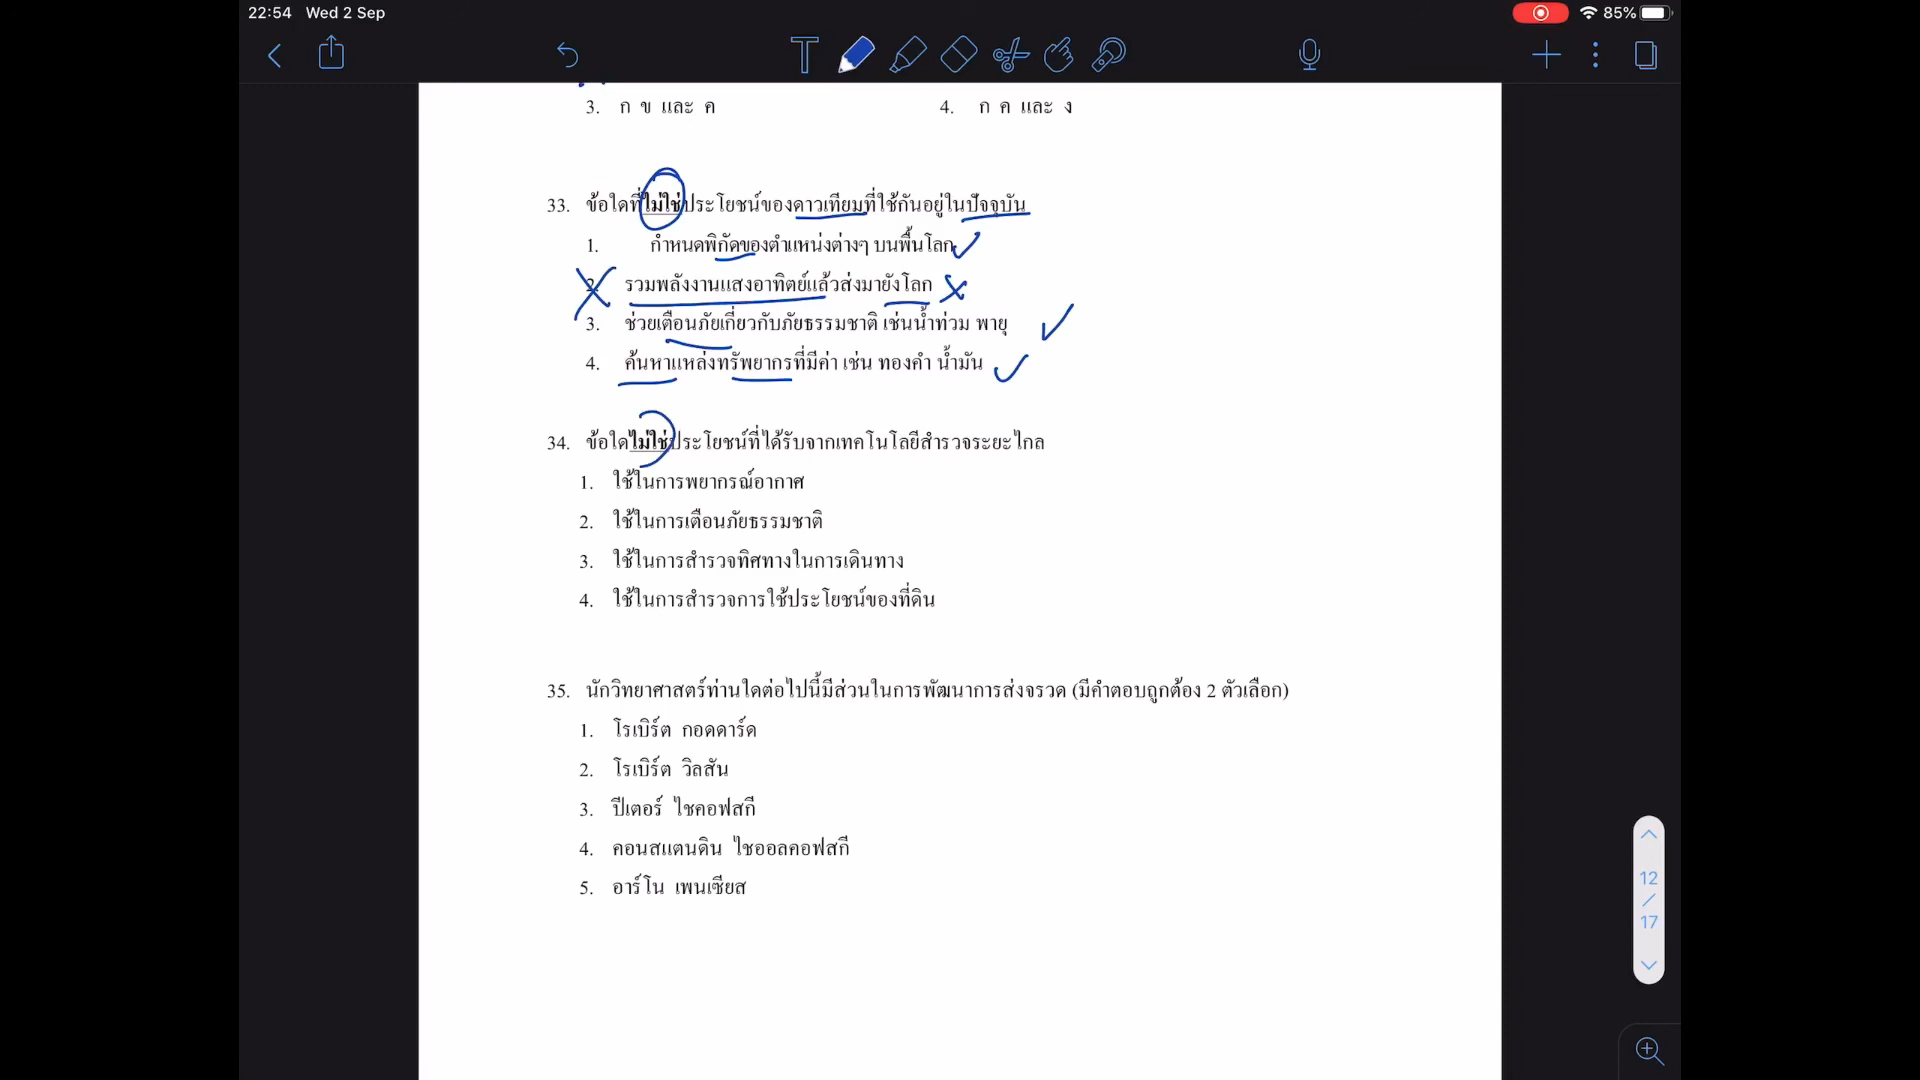 22:54 Wed 2 Sep
85%
3. ก ข และ ค
4. ก ค และ ง
33. ข้อใดที่ไม่ใช่ประโยชน์ของดาวเทียมที่ใช้กันอยู่ในปัจจุบัน
1. กำหนดพิกัดของตำแหน่งต่างๆ บนพื้นโลก
2. รวมพลังงานแสงอาทิตย์แล้วส่งมายังโลก
3. ช่วยเตือนภัยเกี่ยวกับภัยธรรมชาติ เช่นน้ำท่วม พายุ
4. ค้นหาแหล่งทรัพยากรที่มีค่า เช่น ทองคำ น้ำมัน
34. ข้อใดไม่ใช่ประโยชน์ที่ได้รับจากเทคโนโลยีสำรวจระยะไกล
1. ใช้ในการพยากรณ์อากาศ
2. ใช้ในการเตือนภัยธรรมชาติ
3. ใช้ในการสำรวจทิศทางในการเดินทาง
4. ใช้ในการสำรวจการใช้ประโยชน์ของที่ดิน
35. นักวิทยาศาสตร์ท่านใดต่อไปนี้มีส่วนในการพัฒนาการส่งจรวด (มีคำตอบถูกต้อง 2 ตัวเลือก)
1. โรเบิร์ต กอดดาร์ด
2. โรเบิร์ต วิลสัน
3. ปีเตอร์ ไชคอฟสกี
4. คอนสแตนดิน ไชออลคอฟสกี
5. อาร์โน เพนเซียส
12
/
17